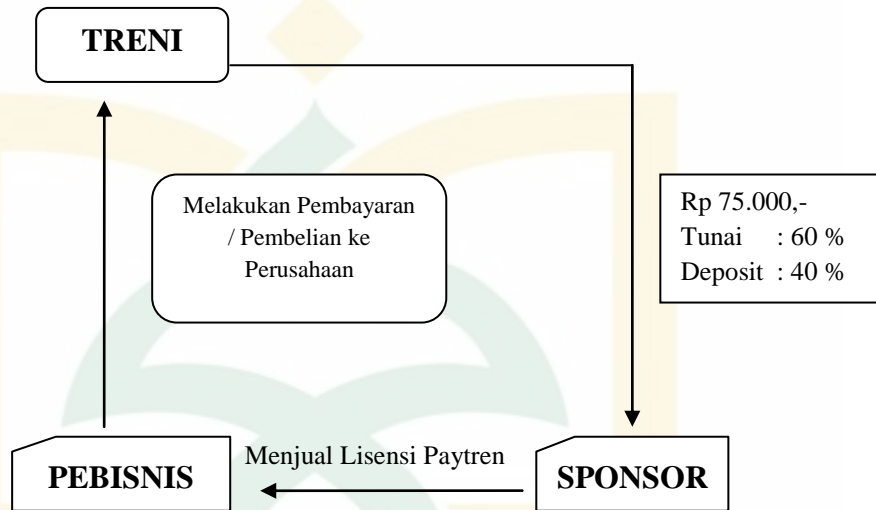 TRENI
Melakukan Pembayaran
/ Pembelian ke
Perusahaan
Rp 75.000,-
Tunai : 60 %
Deposit : 40 %
PEBISNIS
Menjual Lisensi Paytren
SPONSOR